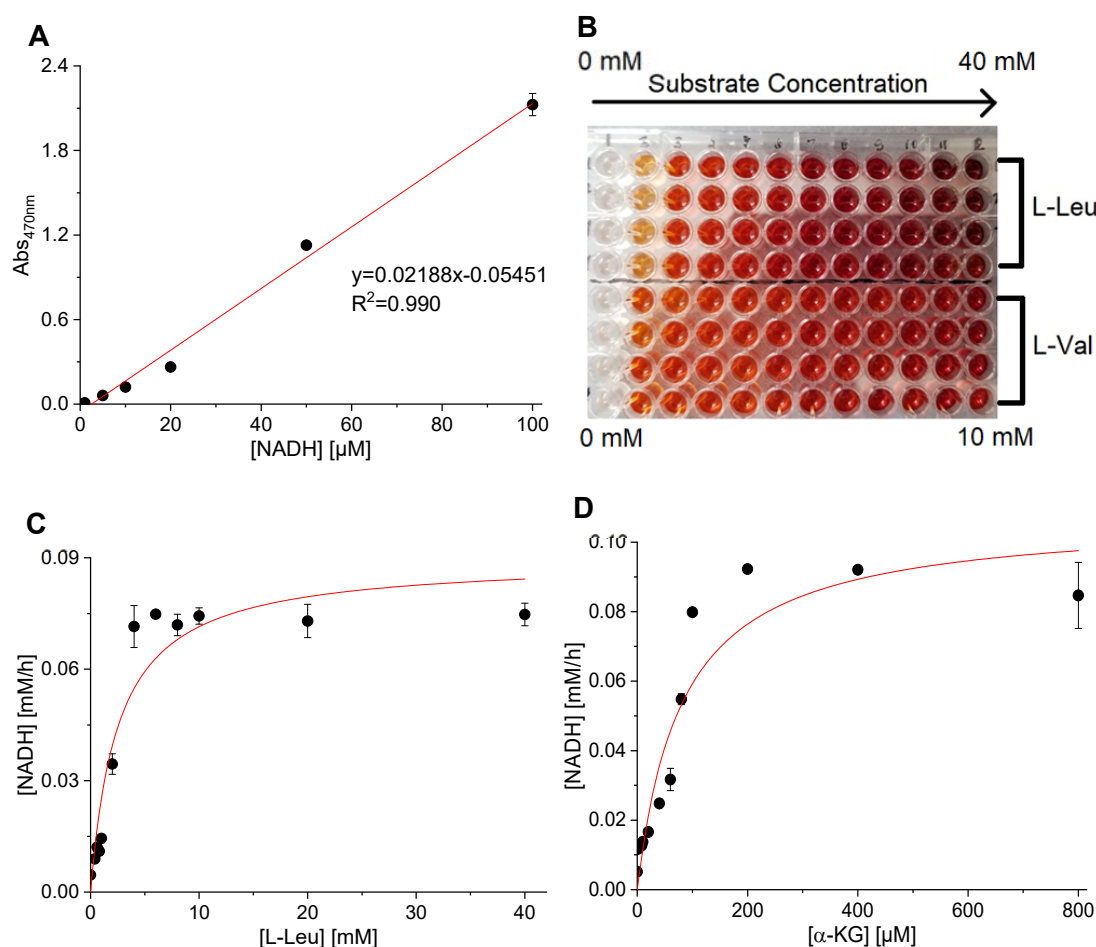 A
2.4
1.8
1.2
0.6
0.0
0
20
40
60
80
100
Abs470nm
[NADH] [µM]
y=0.02188x-0.05451
R²=0.990
B
0 mM
40 mM
Substrate Concentration
L-Leu
L-Val
0 mM
10 mM
C
0.09
0.06
0.03
0.00
0
10
20
30
40
[NADH] [mM/h]
[L-Leu] [mM]
D
0.10
0.08
0.06
0.04
0.02
0.00
0
200
400
600
800
[NADH] [mM/h]
[α-KG] [µM]